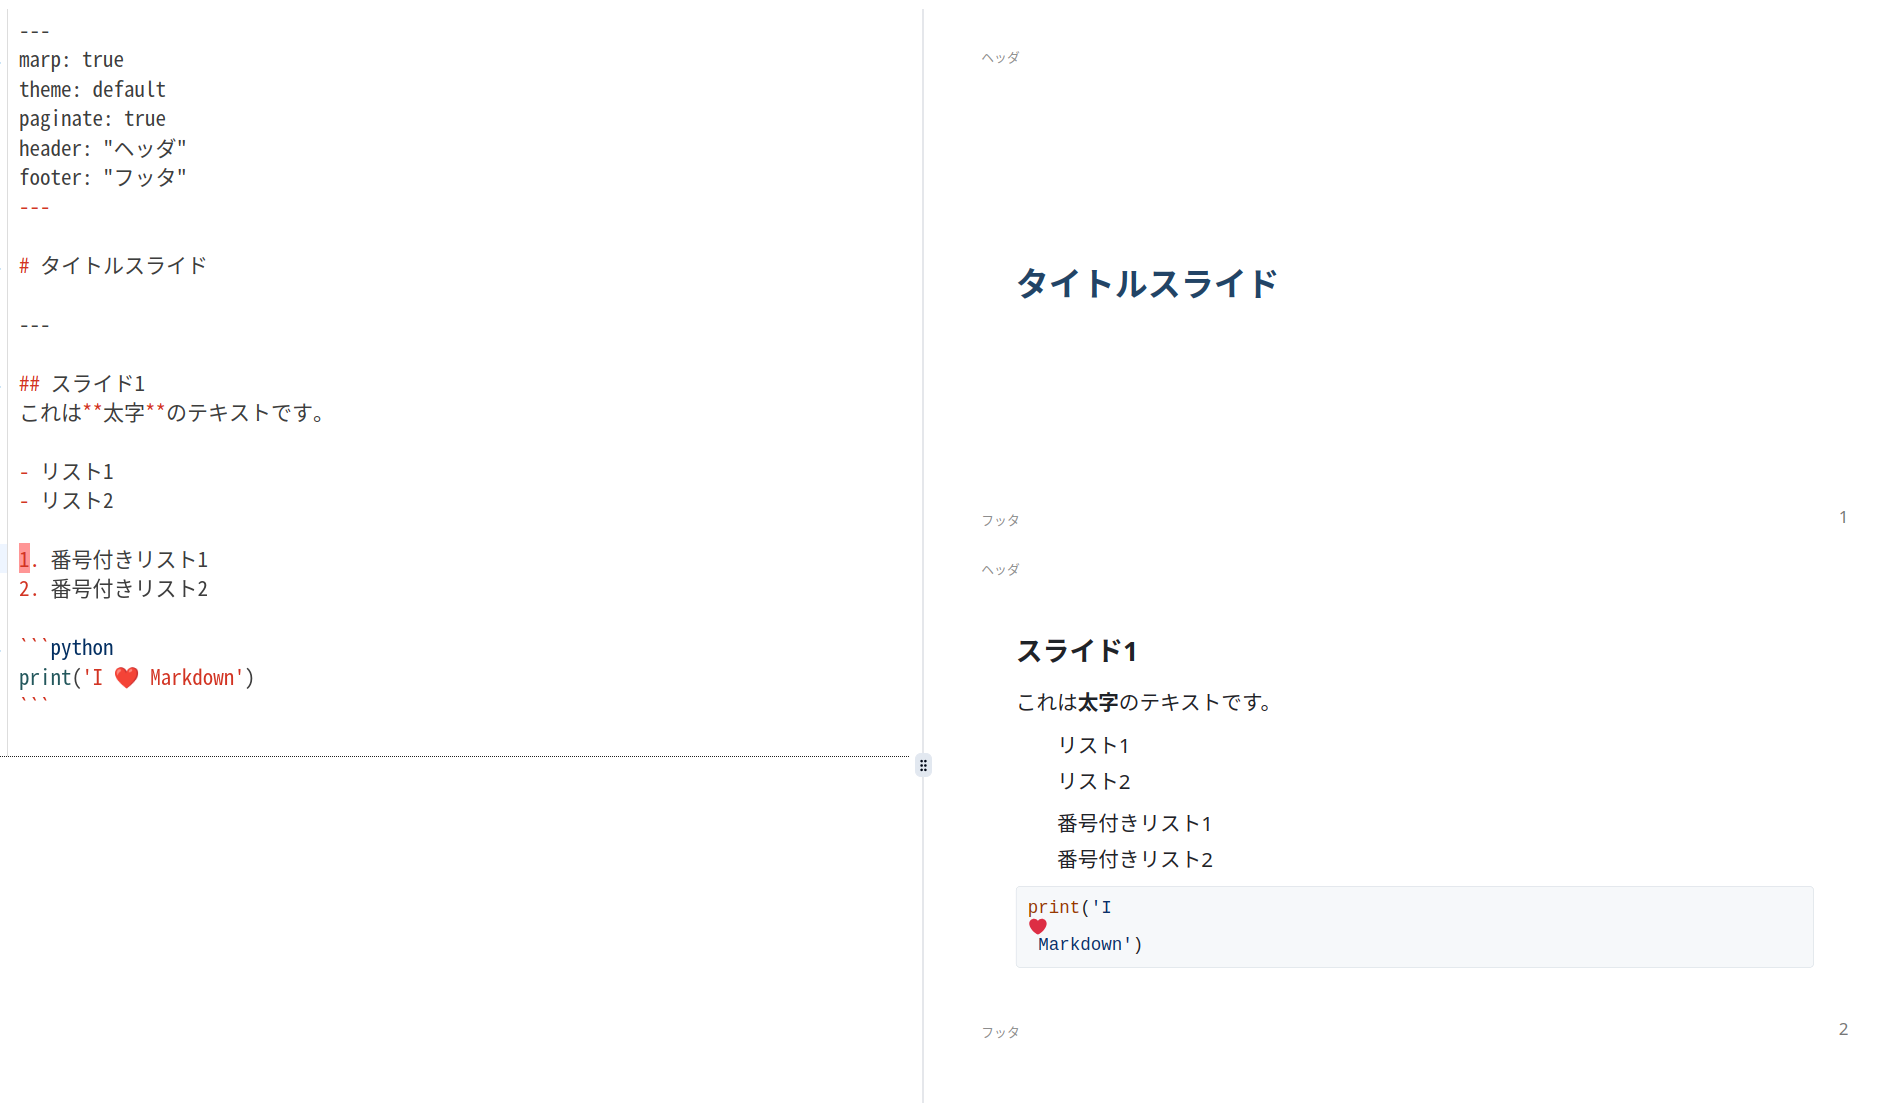 ---
marp: true
theme: default
paginate: true
header: "ヘッダ"
footer: "フッタ"
---
# タイトルスライド
---
## スライド1
これは**太字**のテキストです。
- リスト1
- リスト2
1. 番号付きリスト1
2. 番号付きリスト2
```python
print('I ❤️ Markdown')
```
ヘッダ
タイトルスライド
フッタ
1
ヘッダ
スライド1
これは太字のテキストです。
リスト1
リスト2
番号付きリスト1
番号付きリスト2
print('I
❤️
Markdown')
フッタ
2